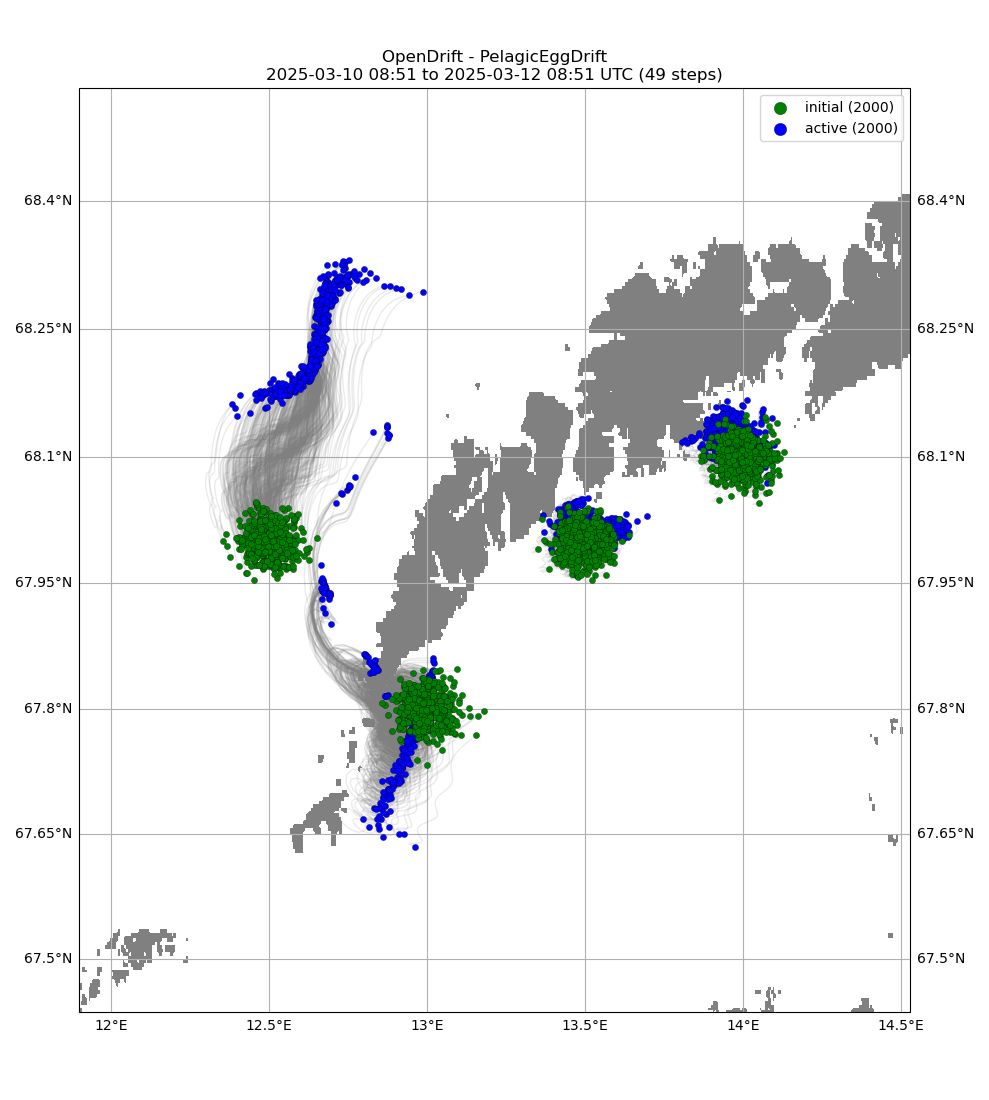 OpenDrift - PelagicEggDrift
2025-03-10 08:51 to 2025-03-12 08:51 UTC (49 steps)
initial (2000)
active (2000)
68.4°N 68.4°N
68.25°N 68.25°N
68.1°N 68.1°N
67.95°N 67.95°N
67.8°N 67.8°N
67.65°N 67.65°N
67.5°N 67.5°N
12°E 12.5°E 13°E 13.5°E 14°E 14.5°E